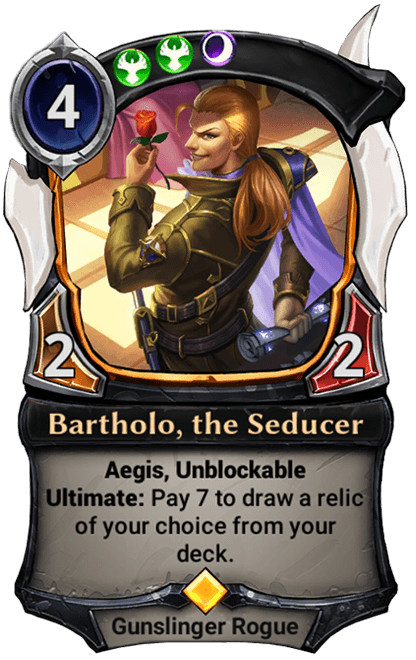 4
2
2
Bartholo, the Seducer
Aegis, Unblockable
Ultimate: Pay 7 to draw a relic
of your choice from your
deck.
Gunslinger Rogue